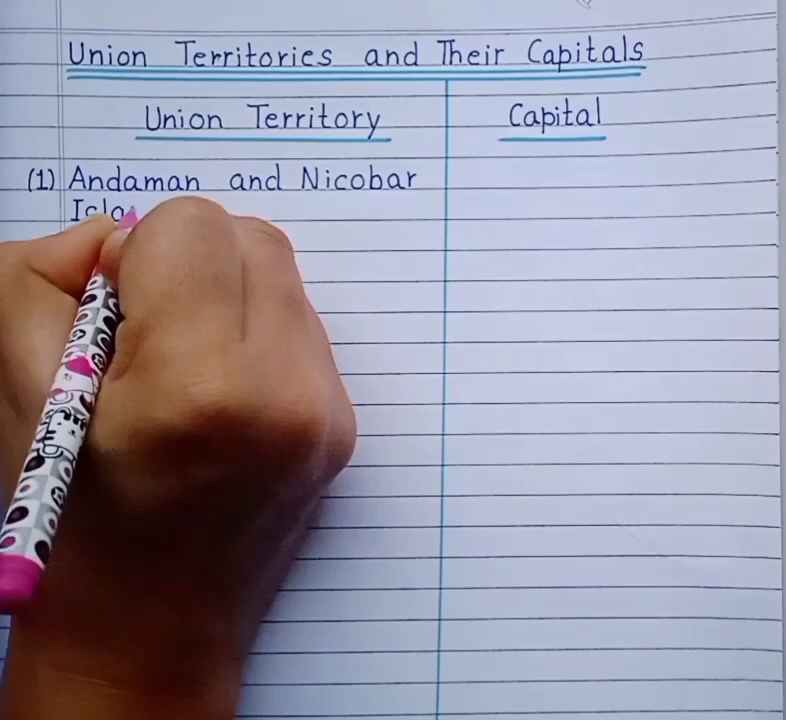 Union Territories and Their Capitals
Union Territory Capital
(1) Andaman and Nicobar